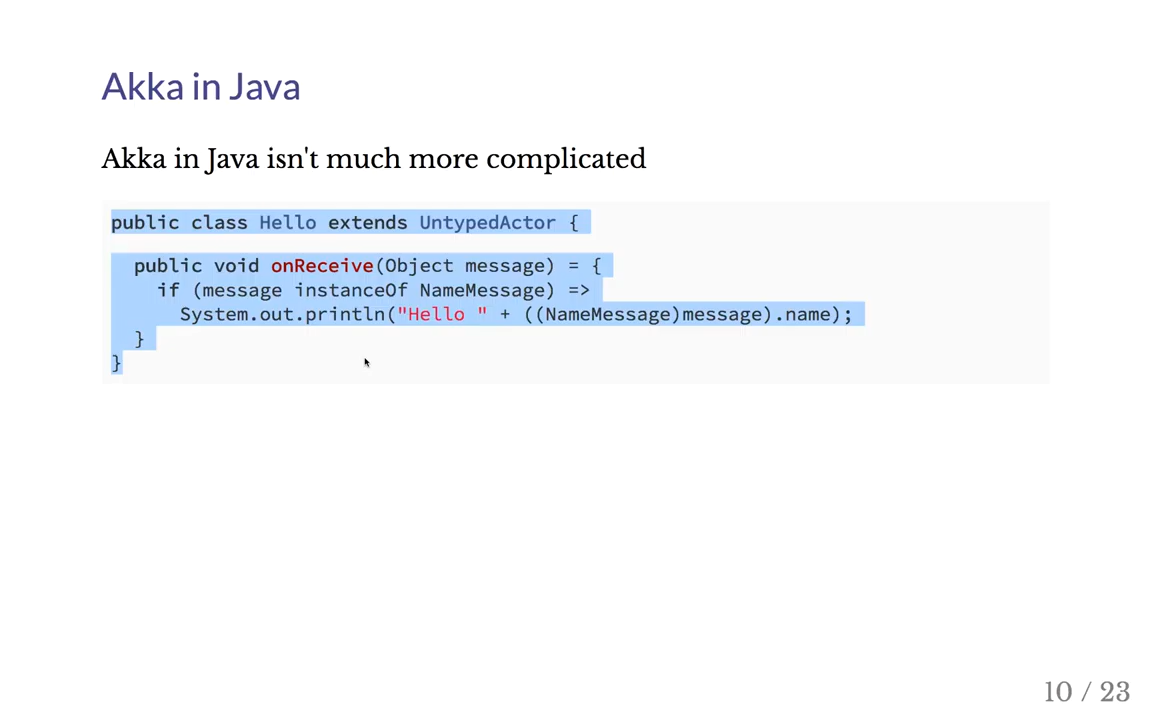 Akka in Java
Akka in Java isn't much more complicated
public class Hello extends UntypedActor {
  public void onReceive(Object message) = {
    if (message instanceOf NameMessage) =>
      System.out.println("Hello " + ((NameMessage)message).name);
  }
}
10 / 23